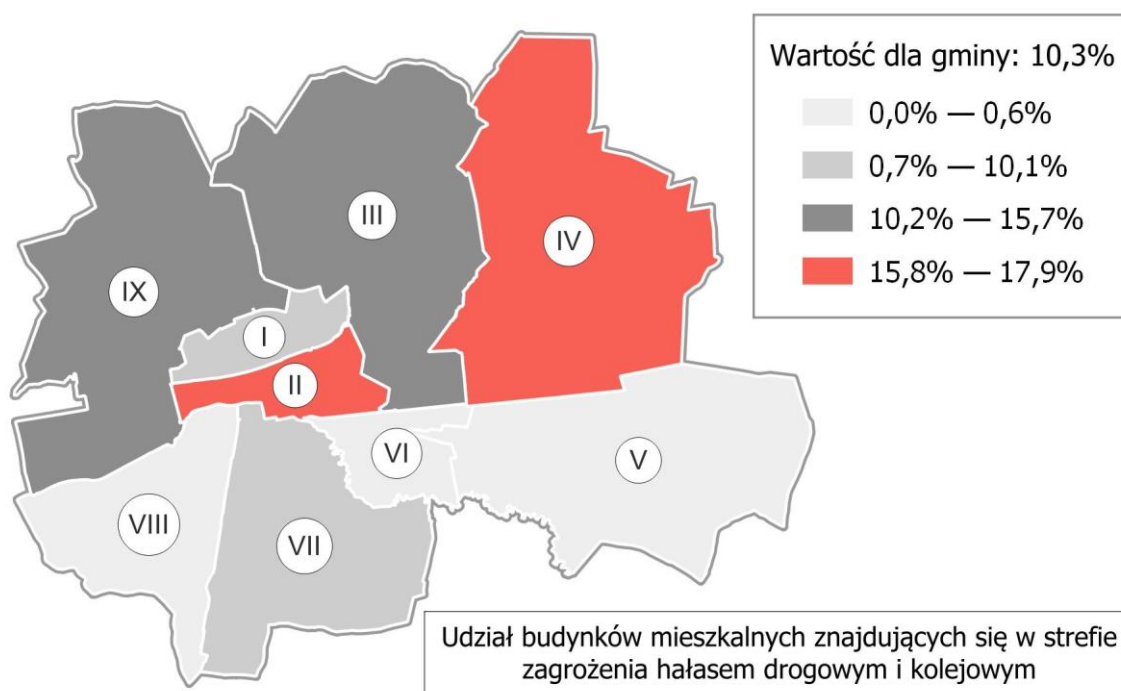 Wartość dla gminy: 10,3%
0,0% — 0,6%
0,7% — 10,1%
10,2% — 15,7%
15,8% — 17,9%
III
IV
IX
I
II
VI
V
VIII
VII
Udział budynków mieszkalnych znajdujących się w strefie
zagrożenia hałasem drogowym i kolejowym